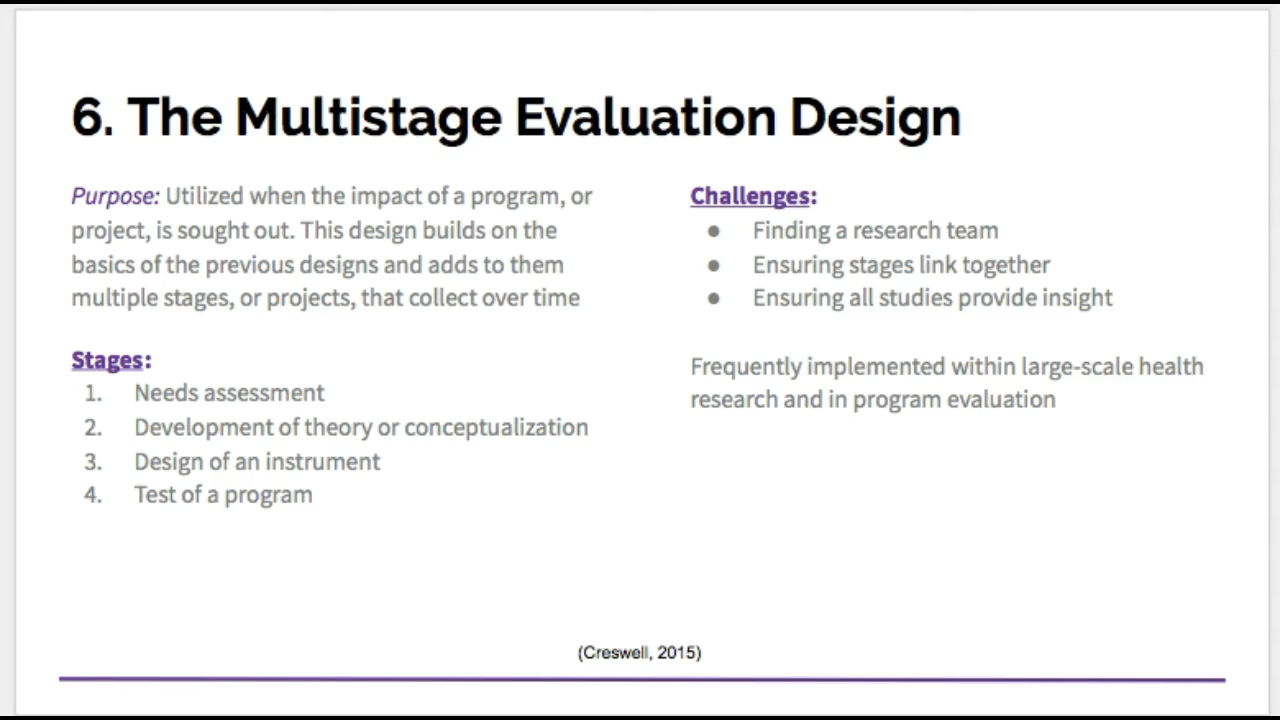 6. The Multistage Evaluation Design
Purpose: Utilized when the impact of a program, or
project, is sought out. This design builds on the
basics of the previous designs and adds to them
multiple stages, or projects, that collect over time
Stages:
1. Needs assessment
2. Development of theory or conceptualization
3. Design of an instrument
4. Test of a program
Challenges:
● Finding a research team
● Ensuring stages link together
● Ensuring all studies provide insight
Frequently implemented within large-scale health
research and in program evaluation
(Creswell, 2015)